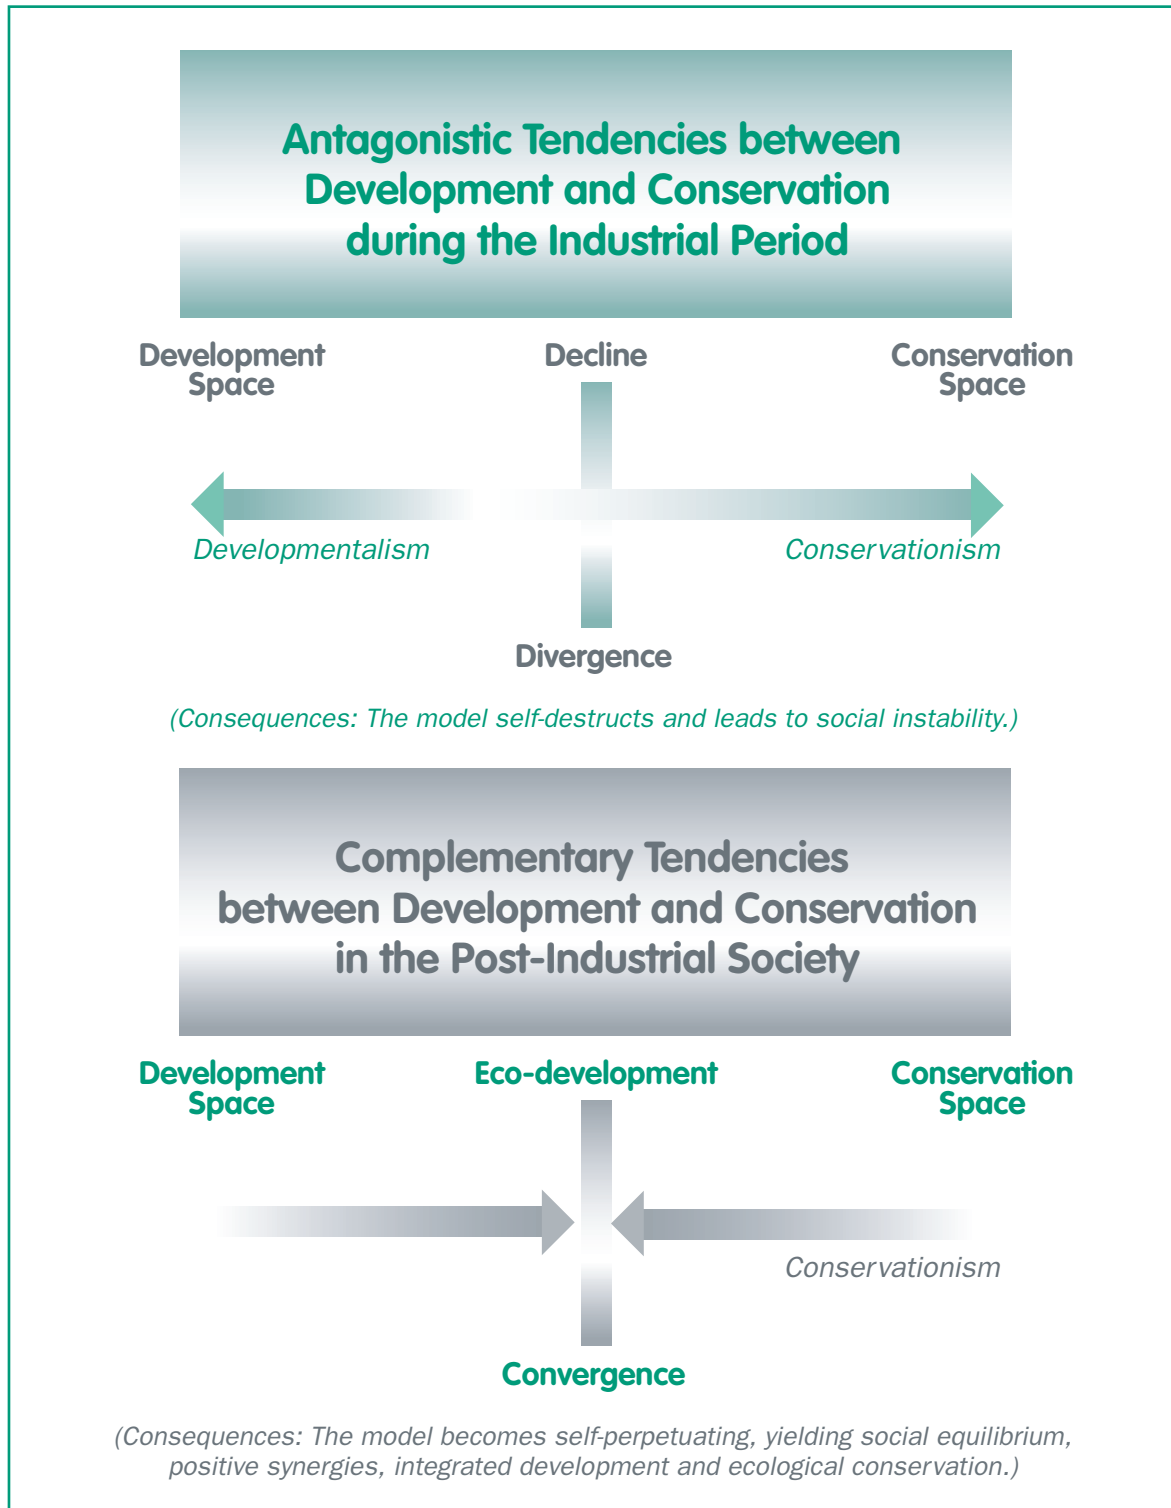 Antagonistic Tendencies between
Development and Conservation
during the Industrial Period
Development
Space
Decline
Conservation
Space
Developmentalism
Conservationism
Divergence
(Consequences: The model self-destructs and leads to social instability.)
Complementary Tendencies
between Development and Conservation
in the Post-Industrial Society
Development
Space
Eco-development
Conservation
Space
Conservationism
Convergence
(Consequences: The model becomes self-perpetuating, yielding social equilibrium,
positive synergies, integrated development and ecological conservation.)